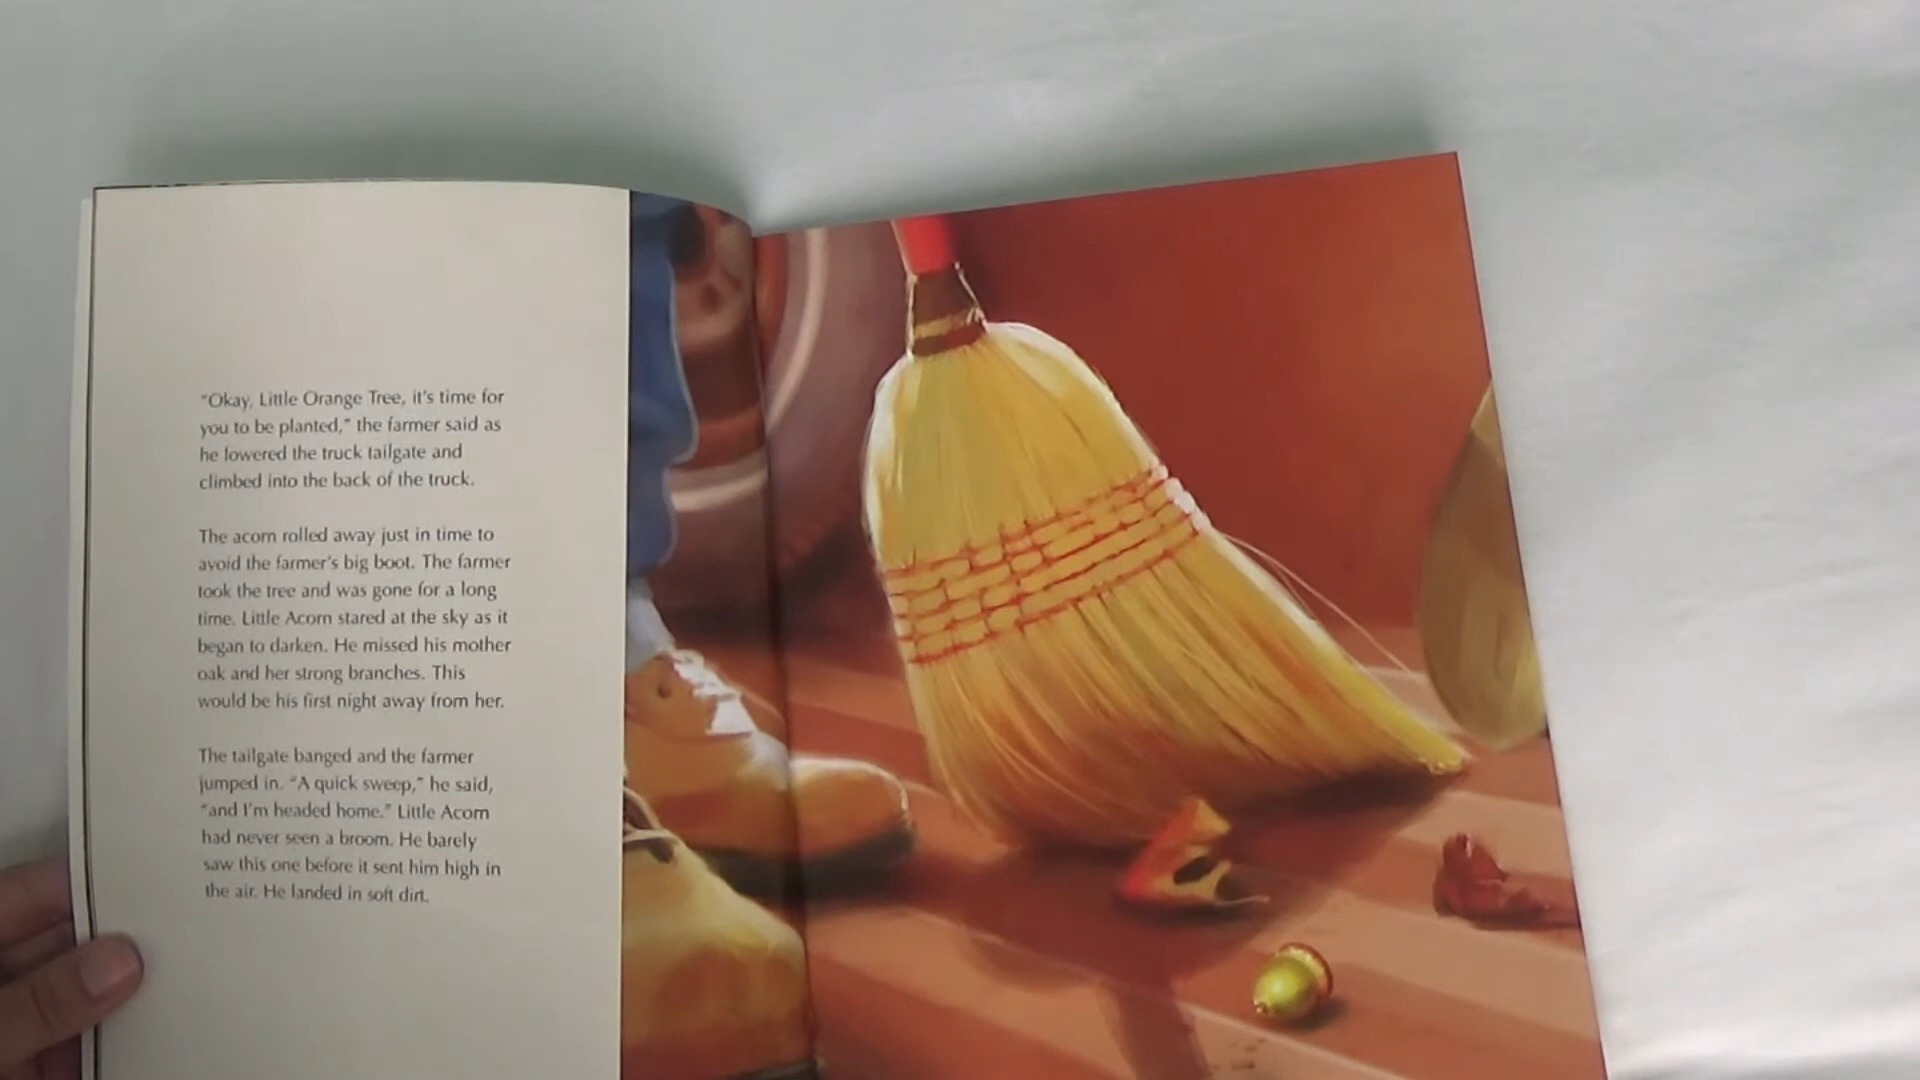 “Okay, Little Orange Tree, it’s time for
you to be planted,” the farmer said as
he lowered the truck tailgate and
climbed into the back of the truck.
The acorn rolled away just in time to
avoid the farmer’s big boot. The farmer
took the tree and was gone for a long
time. Little Acorn stared at the sky as it
began to darken. He missed his mother
oak and her strong branches. This
would be his first night away from her.
The tailgate banged and the farmer
jumped in. “A quick sweep,” he said,
“and I’m headed home.” Little Acorn
had never seen a broom. He barely
saw this one before it sent him high in
the air. He landed in soft dirt.